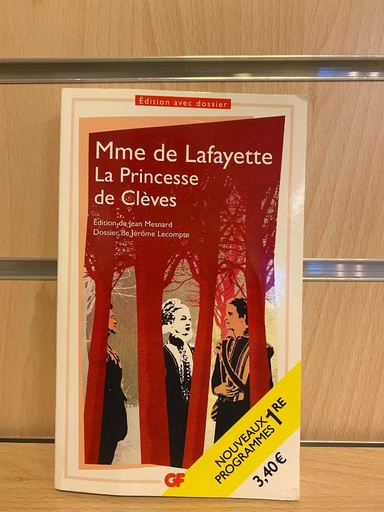 Édition avec dossier
Mme de Lafayette
La Princesse
de Clèves
Édition de Jean Mesnard
Dossier de Jérôme Lecompte
NOUVEAUX
PROGRAMMES 1RE
3,40 €
GF